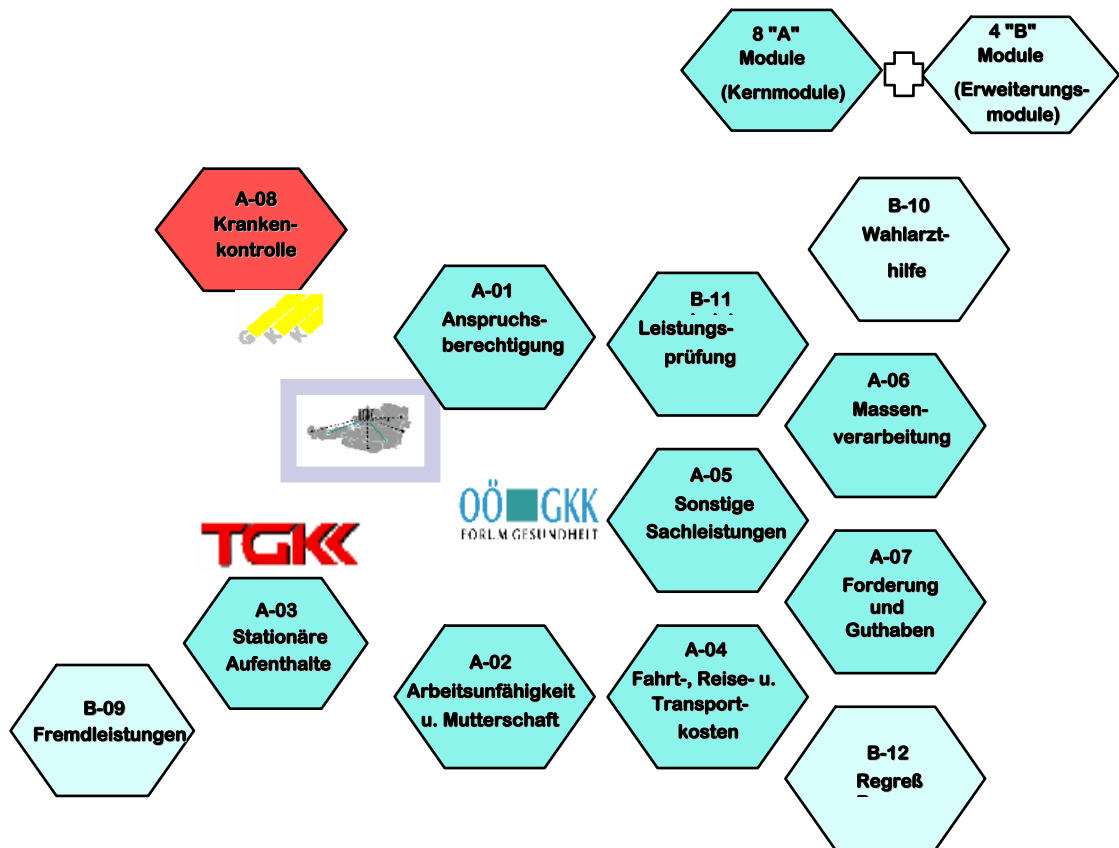 8 "A"
Module
(Kernmodule)
4 "B"
Module
(Erweiterungs-
module)
A-08
Kranken-
kontrolle
B-10
Wahlarzt-
hilfe
A-01
Anspruchs-
berechtigung
B-11
Leistungs-
prüfung
GKK
A-06
Massen-
verarbeitung
A-05
Sonstige
Sachleistungen
OÖ GKK
FORUM GESUNDHEIT
TGKK
A-07
Forderung
und
Guthaben
A-03
Stationäre
Aufenthalte
A-02
Arbeitsunfähigkeit
u. Mutterschaft
A-04
Fahrt-, Reise- u.
Transport-
kosten
B-09
Fremdleistungen
B-12
Regreß